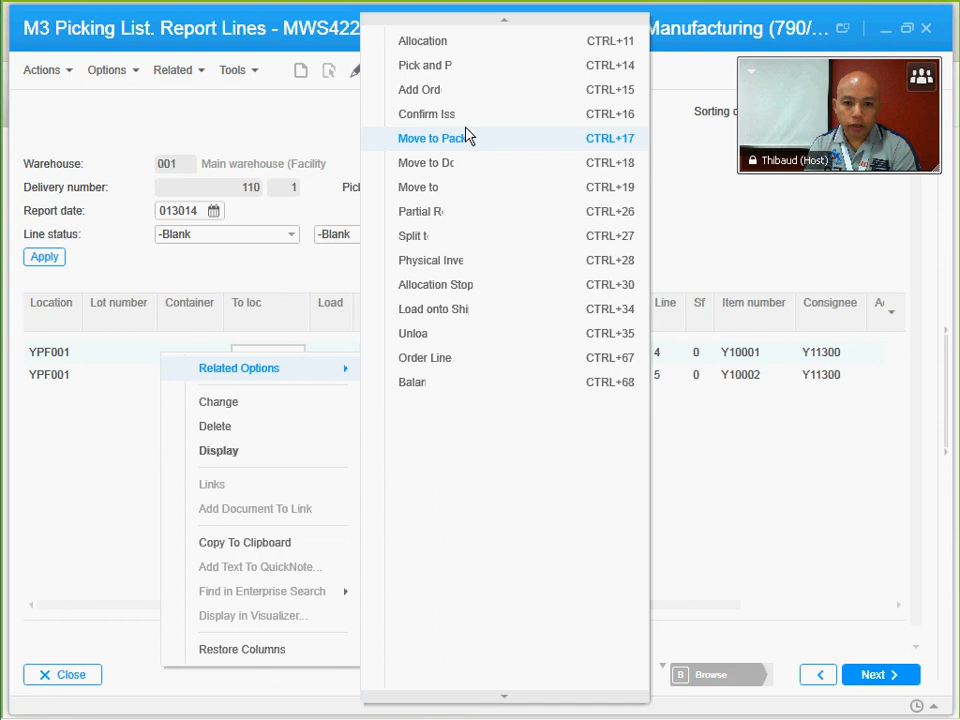 M3 Picking List. Report Lines - MWS422
Manufacturing (790/...
Actions
Options
Related
Tools
Sorting o
Thibaud (Host)
Warehouse: 001 Main warehouse (Facility
Delivery number: 110 1 Pick
Report date: 013014
Line status: -Blank -Blank
Apply
Location Lot number Container To loc Load Line Sf Item number Consignee
YPF001 4 0 Y10001 Y11300
YPF001 5 0 Y10002 Y11300
Allocation CTRL+11
Pick and P CTRL+14
Add Ord CTRL+15
Confirm Iss CTRL+16
Move to Pack CTRL+17
Move to Do CTRL+18
Move to CTRL+19
Partial Re CTRL+26
Split t CTRL+27
Physical Inve CTRL+28
Allocation Stop CTRL+30
Load onto Shi CTRL+34
Unloa CTRL+35
Order Line CTRL+67
Balan CTRL+68
Related Options
Change
Delete
Display
Links
Add Document To Link
Copy To Clipboard
Add Text To QuickNote...
Find in Enterprise Search
Display in Visualizer...
Restore Columns
Close
B Browse
Next